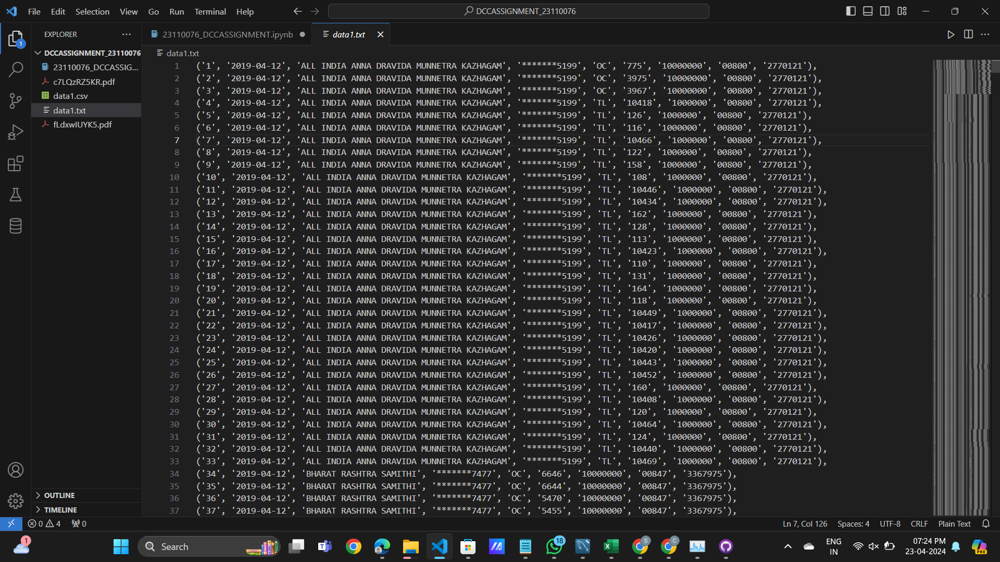 File Edit Selection View Go Run Terminal Help
DCCASSIGNMENT_23110076
EXPLORER
23110076_DCCASSIGNMENT.ipynb
data1.txt
1
DCCASSIGNMENT_23110076
23110076_DCCASSIG...
c7LQzRZ5KR.pdf
data1.csv
data1.txt
fLdxwIUYK5.pdf
OUTLINE
TIMELINE
data1.txt
1 ('1', '2019-04-12', 'ALL INDIA ANNA DRAVIDA MUNNETRA KAZHAGAM', '*******5199', 'OC', '775', '10000000', '00800', '2770121'),
2 ('2', '2019-04-12', 'ALL INDIA ANNA DRAVIDA MUNNETRA KAZHAGAM', '*******5199', 'OC', '3975', '10000000', '00800', '2770121'),
3 ('3', '2019-04-12', 'ALL INDIA ANNA DRAVIDA MUNNETRA KAZHAGAM', '*******5199', 'OC', '3967', '10000000', '00800', '2770121'),
4 ('4', '2019-04-12', 'ALL INDIA ANNA DRAVIDA MUNNETRA KAZHAGAM', '*******5199', 'TL', '10418', '1000000', '00800', '2770121'),
5 ('5', '2019-04-12', 'ALL INDIA ANNA DRAVIDA MUNNETRA KAZHAGAM', '*******5199', 'TL', '126', '1000000', '00800', '2770121'),
6 ('6', '2019-04-12', 'ALL INDIA ANNA DRAVIDA MUNNETRA KAZHAGAM', '*******5199', 'TL', '116', '1000000', '00800', '2770121'),
7 ('7', '2019-04-12', 'ALL INDIA ANNA DRAVIDA MUNNETRA KAZHAGAM', '*******5199', 'TL', '10466', '1000000', '00800', '2770121'),
8 ('8', '2019-04-12', 'ALL INDIA ANNA DRAVIDA MUNNETRA KAZHAGAM', '*******5199', 'TL', '122', '1000000', '00800', '2770121'),
9 ('9', '2019-04-12', 'ALL INDIA ANNA DRAVIDA MUNNETRA KAZHAGAM', '*******5199', 'TL', '158', '1000000', '00800', '2770121'),
10 ('10', '2019-04-12', 'ALL INDIA ANNA DRAVIDA MUNNETRA KAZHAGAM', '*******5199', 'TL', '108', '1000000', '00800', '2770121'),
11 ('11', '2019-04-12', 'ALL INDIA ANNA DRAVIDA MUNNETRA KAZHAGAM', '*******5199', 'TL', '10446', '1000000', '00800', '2770121'),
12 ('12', '2019-04-12', 'ALL INDIA ANNA DRAVIDA MUNNETRA KAZHAGAM', '*******5199', 'TL', '10434', '1000000', '00800', '2770121'),
13 ('13', '2019-04-12', 'ALL INDIA ANNA DRAVIDA MUNNETRA KAZHAGAM', '*******5199', 'TL', '162', '1000000', '00800', '2770121'),
14 ('14', '2019-04-12', 'ALL INDIA ANNA DRAVIDA MUNNETRA KAZHAGAM', '*******5199', 'TL', '128', '1000000', '00800', '2770121'),
15 ('15', '2019-04-12', 'ALL INDIA ANNA DRAVIDA MUNNETRA KAZHAGAM', '*******5199', 'TL', '113', '1000000', '00800', '2770121'),
16 ('16', '2019-04-12', 'ALL INDIA ANNA DRAVIDA MUNNETRA KAZHAGAM', '*******5199', 'TL', '10423', '1000000', '00800', '2770121'),
17 ('17', '2019-04-12', 'ALL INDIA ANNA DRAVIDA MUNNETRA KAZHAGAM', '*******5199', 'TL', '110', '1000000', '00800', '2770121'),
18 ('18', '2019-04-12', 'ALL INDIA ANNA DRAVIDA MUNNETRA KAZHAGAM', '*******5199', 'TL', '131', '1000000', '00800', '2770121'),
19 ('19', '2019-04-12', 'ALL INDIA ANNA DRAVIDA MUNNETRA KAZHAGAM', '*******5199', 'TL', '164', '1000000', '00800', '2770121'),
20 ('20', '2019-04-12', 'ALL INDIA ANNA DRAVIDA MUNNETRA KAZHAGAM', '*******5199', 'TL', '118', '1000000', '00800', '2770121'),
21 ('21', '2019-04-12', 'ALL INDIA ANNA DRAVIDA MUNNETRA KAZHAGAM', '*******5199', 'TL', '10449', '1000000', '00800', '2770121'),
22 ('22', '2019-04-12', 'ALL INDIA ANNA DRAVIDA MUNNETRA KAZHAGAM', '*******5199', 'TL', '10417', '1000000', '00800', '2770121'),
23 ('23', '2019-04-12', 'ALL INDIA ANNA DRAVIDA MUNNETRA KAZHAGAM', '*******5199', 'TL', '10426', '1000000', '00800', '2770121'),
24 ('24', '2019-04-12', 'ALL INDIA ANNA DRAVIDA MUNNETRA KAZHAGAM', '*******5199', 'TL', '10420', '1000000', '00800', '2770121'),
25 ('25', '2019-04-12', 'ALL INDIA ANNA DRAVIDA MUNNETRA KAZHAGAM', '*******5199', 'TL', '10443', '1000000', '00800', '2770121'),
26 ('26', '2019-04-12', 'ALL INDIA ANNA DRAVIDA MUNNETRA KAZHAGAM', '*******5199', 'TL', '10452', '1000000', '00800', '2770121'),
27 ('27', '2019-04-12', 'ALL INDIA ANNA DRAVIDA MUNNETRA KAZHAGAM', '*******5199', 'TL', '160', '1000000', '00800', '2770121'),
28 ('28', '2019-04-12', 'ALL INDIA ANNA DRAVIDA MUNNETRA KAZHAGAM', '*******5199', 'TL', '10408', '1000000', '00800', '2770121'),
29 ('29', '2019-04-12', 'ALL INDIA ANNA DRAVIDA MUNNETRA KAZHAGAM', '*******5199', 'TL', '120', '1000000', '00800', '2770121'),
30 ('30', '2019-04-12', 'ALL INDIA ANNA DRAVIDA MUNNETRA KAZHAGAM', '*******5199', 'TL', '10464', '1000000', '00800', '2770121'),
31 ('31', '2019-04-12', 'ALL INDIA ANNA DRAVIDA MUNNETRA KAZHAGAM', '*******5199', 'TL', '124', '1000000', '00800', '2770121'),
32 ('32', '2019-04-12', 'ALL INDIA ANNA DRAVIDA MUNNETRA KAZHAGAM', '*******5199', 'TL', '10440', '1000000', '00800', '2770121'),
33 ('33', '2019-04-12', 'ALL INDIA ANNA DRAVIDA MUNNETRA KAZHAGAM', '*******5199', 'TL', '10469', '1000000', '00800', '2770121'),
34 ('34', '2019-04-12', 'BHARAT RASHTRA SAMITHI', '*******7477', 'OC', '6646', '10000000', '00847', '3367975'),
35 ('35', '2019-04-12', 'BHARAT RASHTRA SAMITHI', '*******7477', 'OC', '6644', '10000000', '00847', '3367975'),
36 ('36', '2019-04-12', 'BHARAT RASHTRA SAMITHI', '*******7477', 'OC', '5470', '10000000', '00847', '3367975'),
37 ('37', '2019-04-12', 'BHARAT RASHTRA SAMITHI', '*******7477', 'OC', '5455', '10000000', '00847', '3367975'),
0 4 0
Ln 7, Col 126 Spaces: 4 UTF-8 CRLF Plain Text
1
Search
18
S
C
ENG
IN
07:24 PM
23-04-2024
PRE